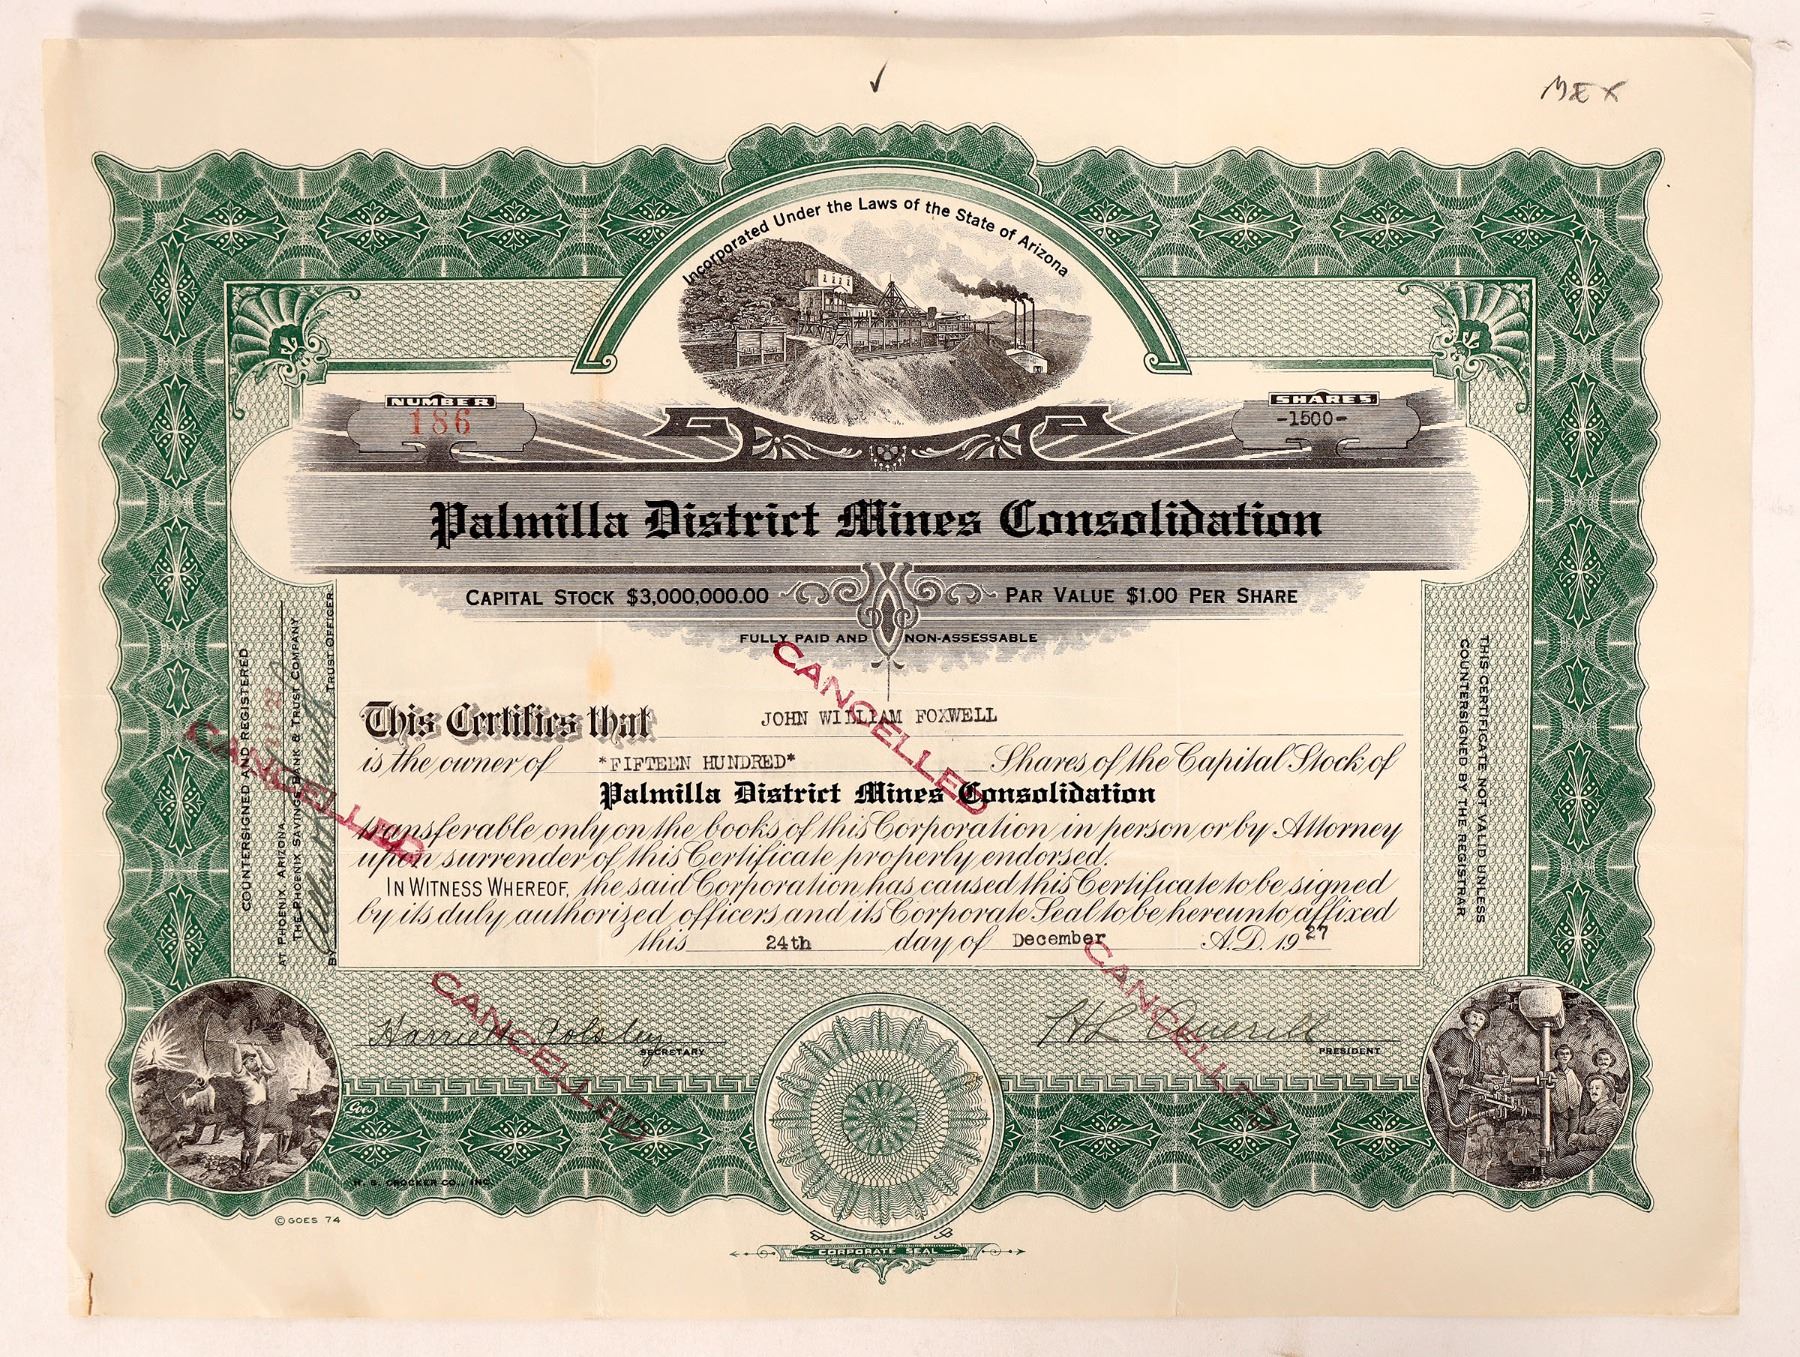 MEX
Incorporated Under the Laws of the State of Arizona
NUMBER
186
SHARES
-1500-
Palmilla District Mines Consolidation
CAPITAL STOCK $3,000,000.00
PAR VALUE $1.00 PER SHARE
FULLY PAID AND NON-ASSESSABLE
This Certifies that JOHN WILLIAM FOXWELL
is the owner of *FIFTEEN HUNDRED* Shares of the Capital Stock of
Palmilla District Mines Consolidation
transferable only on the books of this Corporation in person or by Attorney
upon surrender of this Certificate properly endorsed.
IN WITNESS WHEREOF, the said Corporation has caused this Certificate to be signed
by its duly authorized officers and its Corporate Seal to be hereunto affixed
this 24th day of December A.D. 1927
CANCELLED
CANCELLED
CANCELLED
CANCELLED
COUNTERSIGNED AND REGISTERED
AT PHOENIX, ARIZONA
THE PHOENIX SAVINGS BANK & TRUST COMPANY
BY
TRUST OFFICER
THIS CERTIFICATE NOT VALID UNLESS
COUNTERSIGNED BY THE REGISTRAR
SECRETARY
H L Averill
PRESIDENT
Goes
H. S. CROCKER CO., INC.
© GOES 74
CORPORATE SEAL